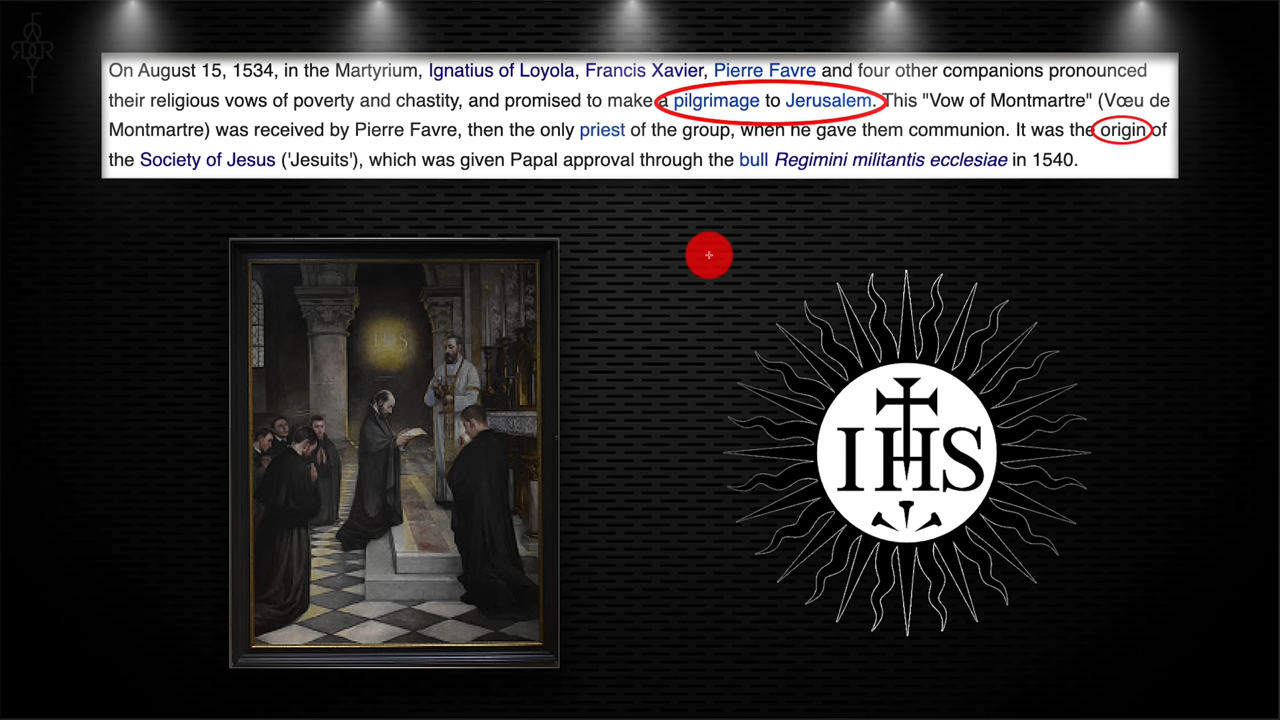 On August 15, 1534, in the Martyrium, Ignatius of Loyola, Francis Xavier, Pierre Favre and four other companions pronounced
their religious vows of poverty and chastity, and promised to make a pilgrimage to Jerusalem. This "Vow of Montmartre" (Vœu de
Montmartre) was received by Pierre Favre, then the only priest of the group, when he gave them communion. It was the origin of
the Society of Jesus ('Jesuits'), which was given Papal approval through the bull Regimini militantis ecclesiae in 1540.
IHS
IHS